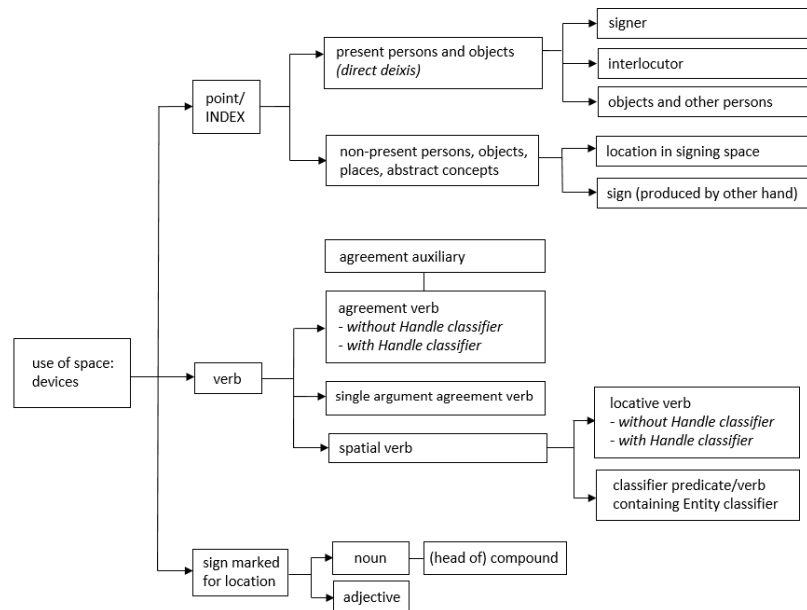 signer
present persons and objects
(direct deixis)
interlocutor
point/
INDEX
objects and other persons
non-present persons, objects,
places, abstract concepts
location in signing space
sign (produced by other hand)
agreement auxiliary
agreement verb
- without Handle classifier
- with Handle classifier
use of space:
devices
verb
single argument agreement verb
locative verb
- without Handle classifier
- with Handle classifier
spatial verb
classifier predicate/verb
containing Entity classifier
sign marked
for location
noun
(head of) compound
adjective